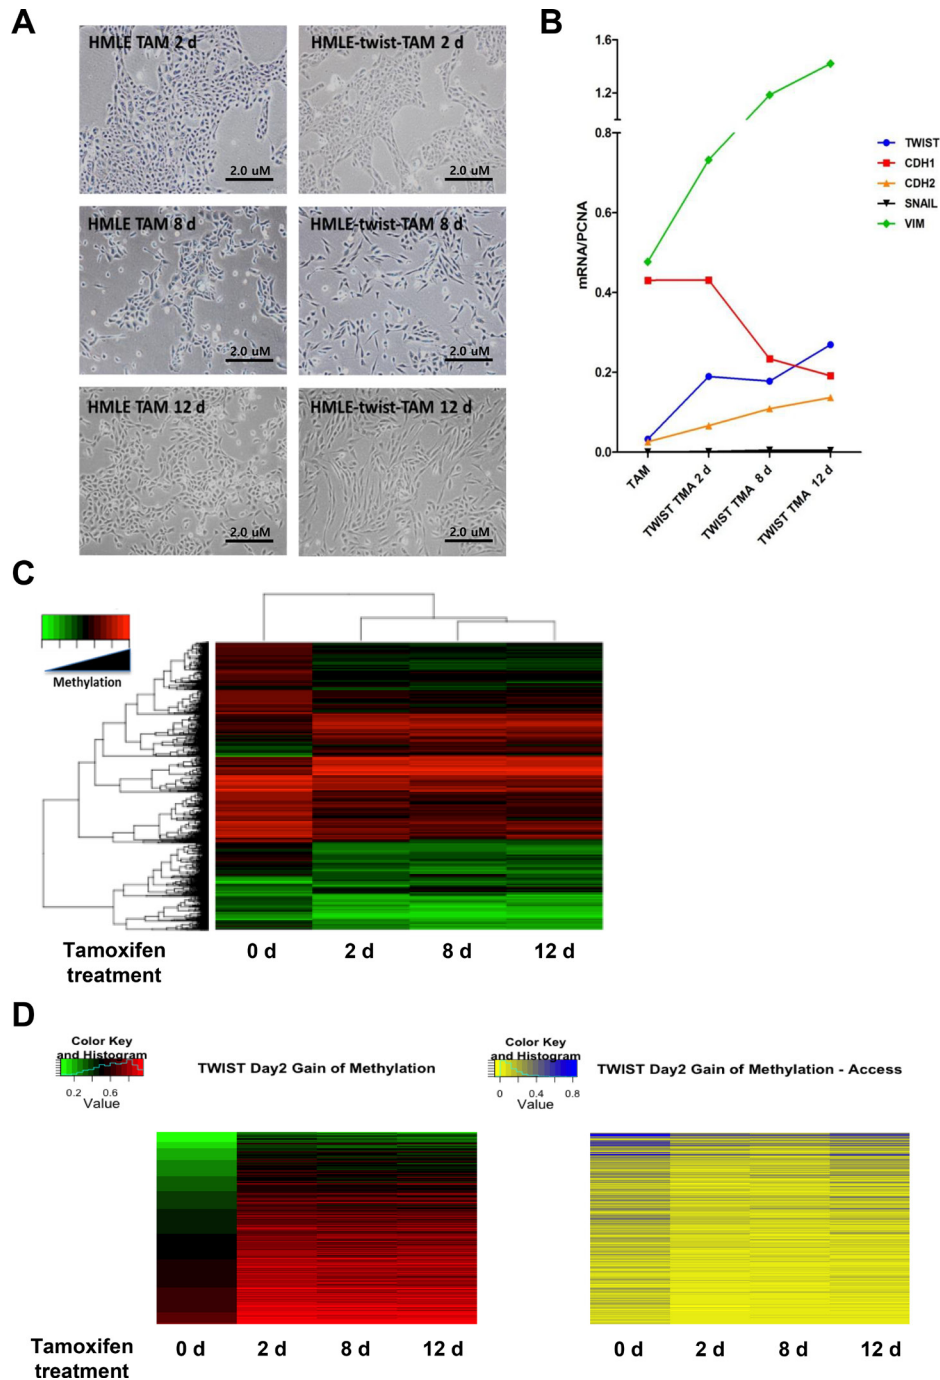 A
HMLE TAM 2 d
2.0 uM
HMLE-twist-TAM 2 d
2.0 uM
HMLE TAM 8 d
2.0 uM
HMLE-twist-TAM 8 d
2.0 uM
HMLE TAM 12 d
2.0 uM
HMLE-twist-TAM 12 d
2.0 uM
B
1.6
1.2
0.8
0.6
0.4
0.2
0.0
mRNA/PCNA
TAM
TWIST TMA 2 d
TWIST TMA 8 d
TWIST TMA 12 d
TWIST
CDH1
CDH2
SNAIL
VIM
C
Methylation
Tamoxifen
treatment
0 d 2 d 8 d 12 d
D
Color Key
and Histogram
0.2 0.6
Value
TWIST Day2 Gain of Methylation
Color Key
and Histogram
0 0.4 0.8
Value
TWIST Day2 Gain of Methylation - Access
Tamoxifen
treatment
0 d 2 d 8 d 12 d
0 d 2 d 8 d 12 d